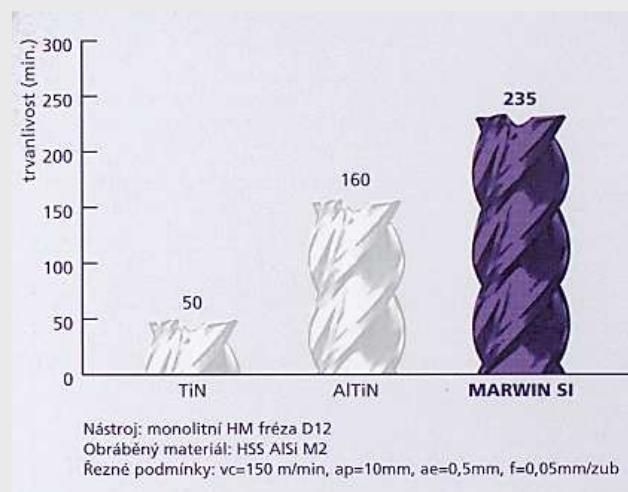 trvanlivost (min.)
300
250
200
150
100
50
0
50
160
235
TiN
AlTiN
MARWIN SI
Nástroj: monolitní HM fréza D12
Obráběný materiál: HSS AlSi M2
Řezné podmínky: vc=150 m/min, ap=10mm, ae=0,5mm, f=0,05mm/zub